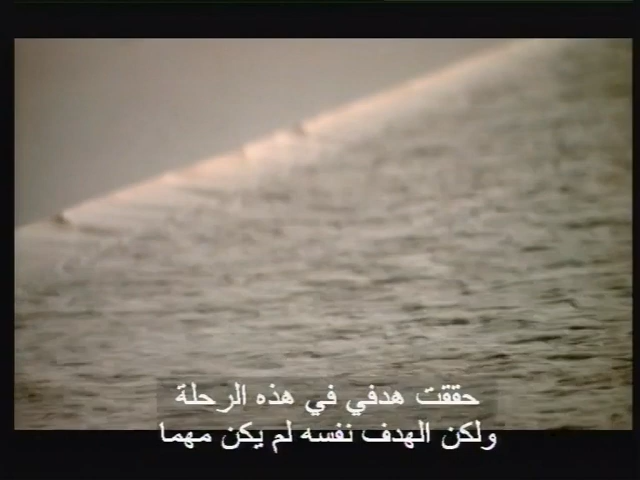 حققت هدفي في هذه الرحلة
ولكن الهدف نفسه لم يكن مهما